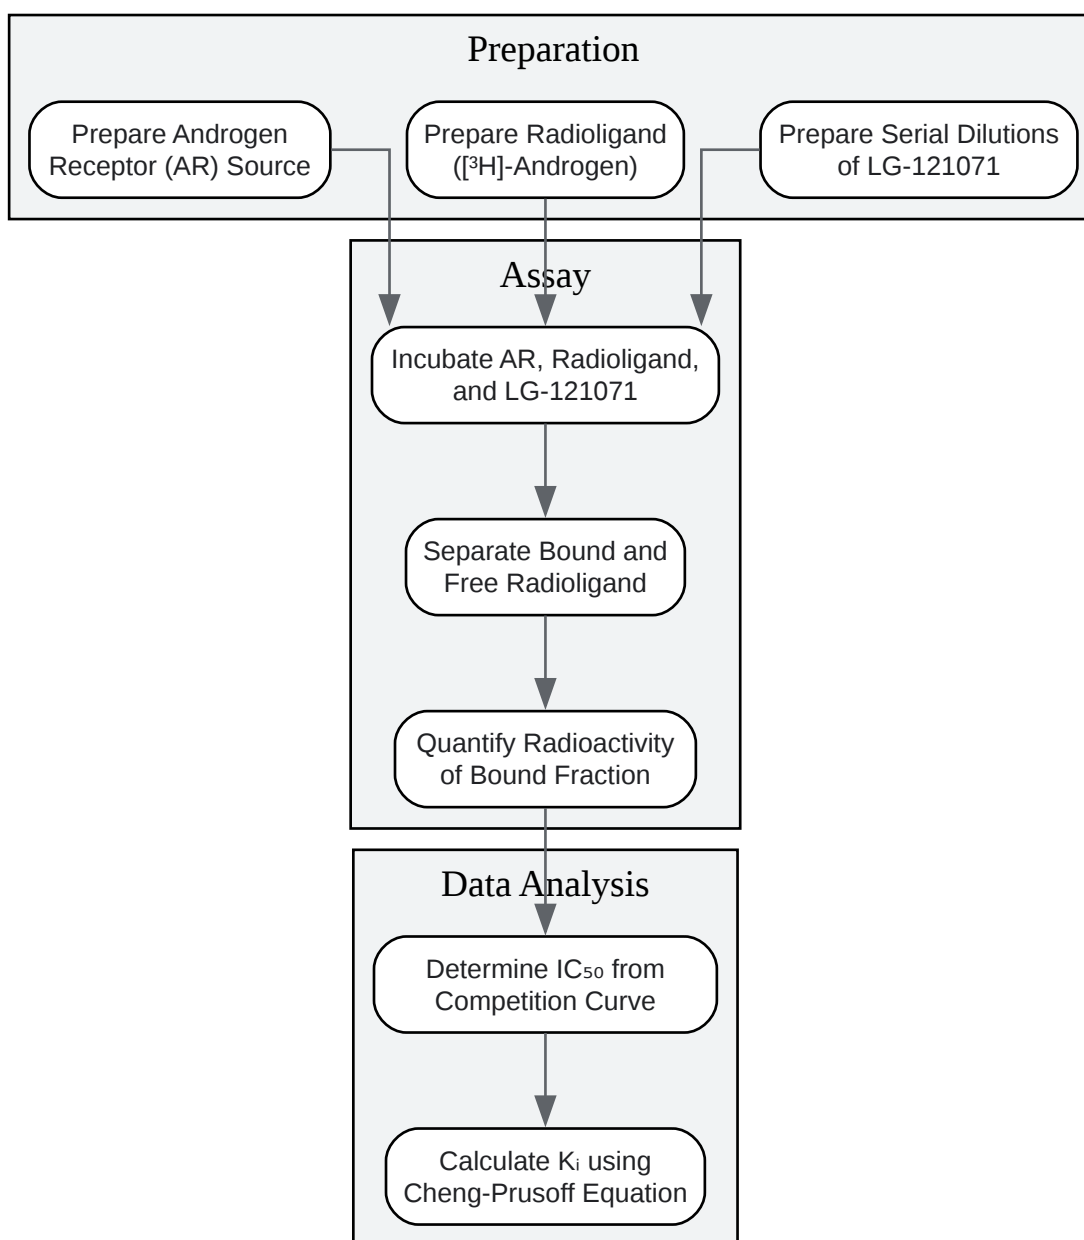 Preparation
Prepare Androgen
Receptor (AR) Source
Prepare Radioligand
([³H]-Androgen)
Prepare Serial Dilutions
of LG-121071
Assay
Incubate AR, Radioligand,
and LG-121071
Separate Bound and
Free Radioligand
Quantify Radioactivity
of Bound Fraction
Data Analysis
Determine IC₅₀ from
Competition Curve
Calculate Kᵢ using
Cheng-Prusoff Equation